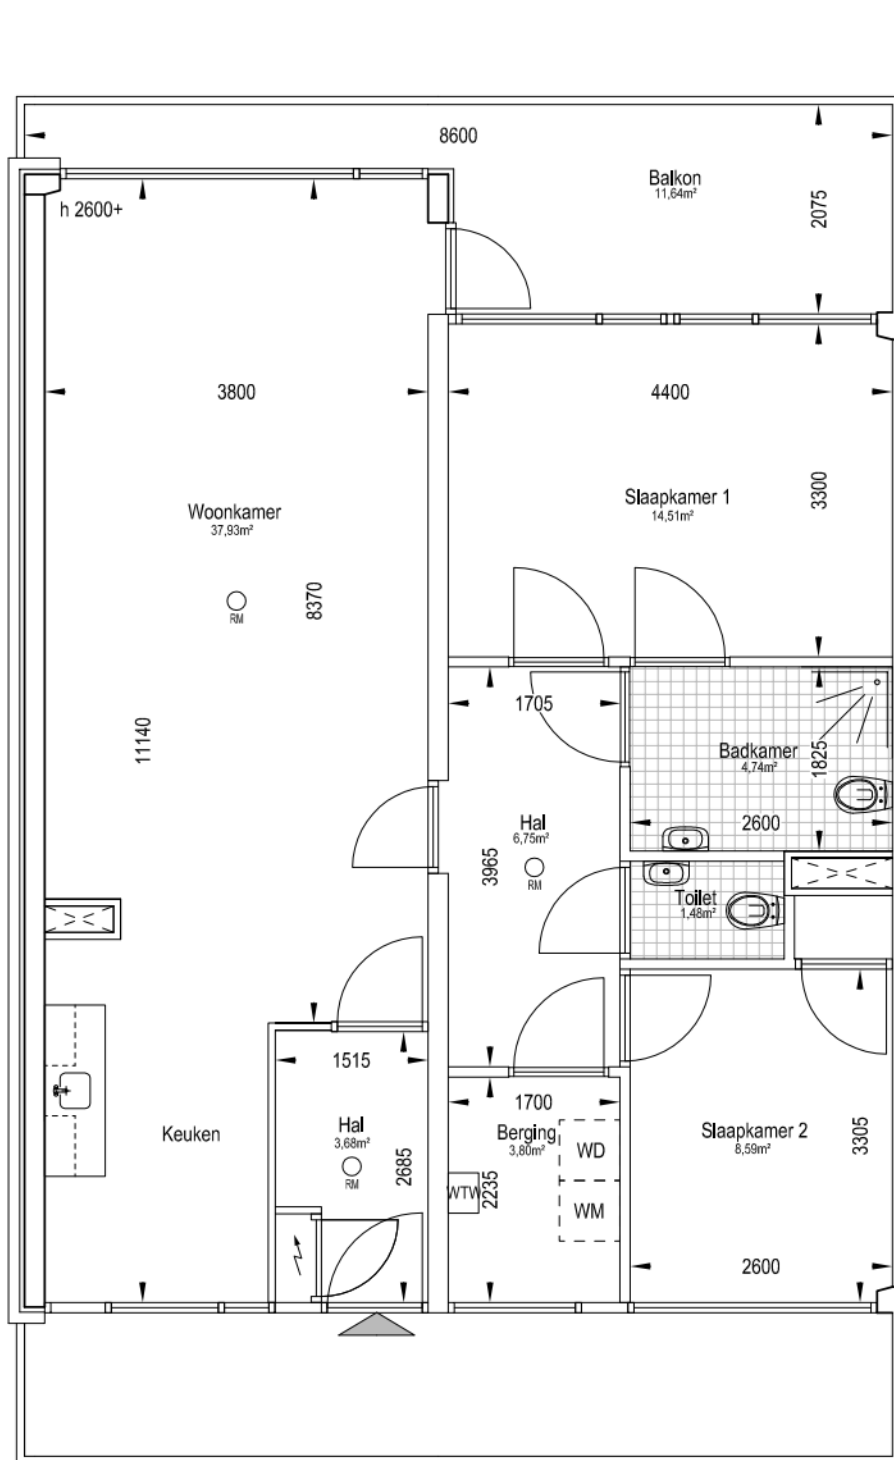 8600
Balkon
11,64m²
2075
h 2600+
3800
4400
Woonkamer
37,93m²
Slaapkamer 1
14,51m²
3300
RM
8370
11140
1705
Badkamer
4,74m²
1825
2600
Hal
6,75m²
RM
3965
Toilet
1,48m²
1515
Hal
3,68m²
RM
2685
Keuken
1700
Berging
3,80m²
WD
WTW
2235
WM
Slaapkamer 2
8,59m²
3305
2600